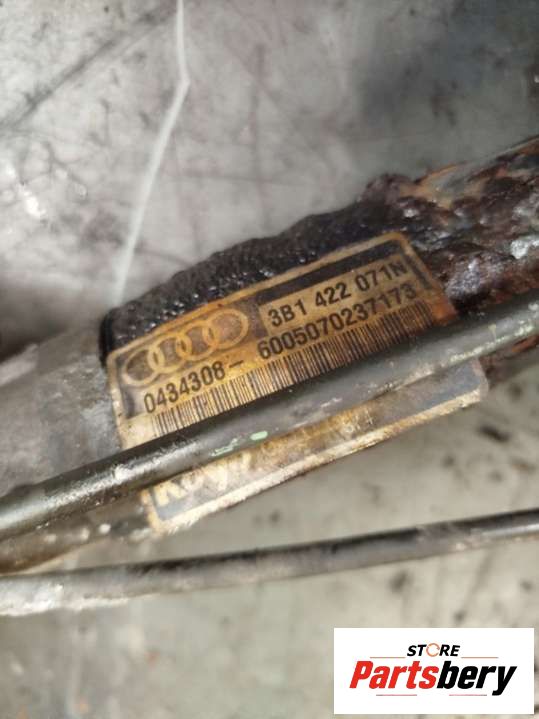 3B1 422 071N
0434308- 6005070237173
STORE
Partsbery